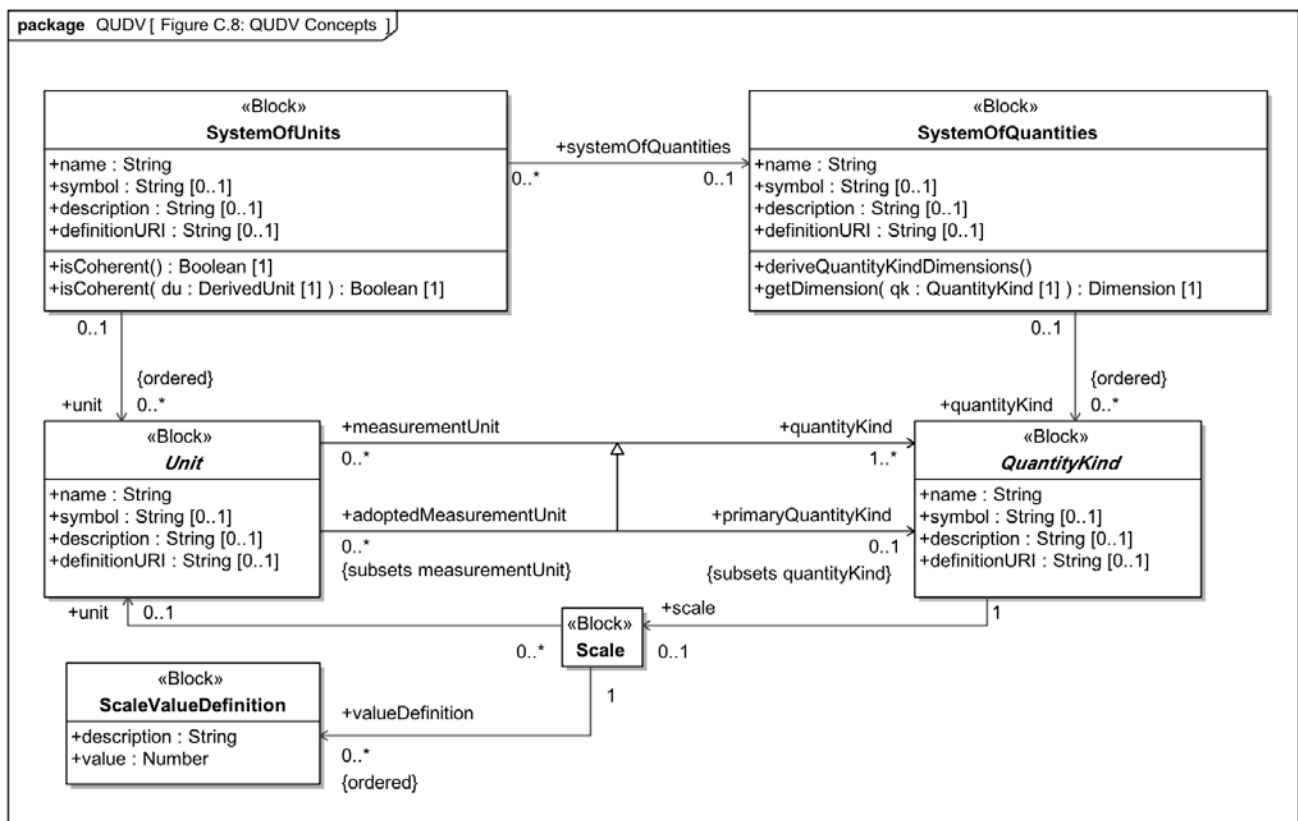 package QUDV [ Figure C.8: QUDV Concepts ]
«Block»
SystemOfUnits
+name : String
+symbol : String [0..1]
+description : String [0..1]
+definitionURI : String [0..1]
+isCoherent() : Boolean [1]
+isCoherent( du : DerivedUnit [1] ) : Boolean [1]
+systemOfQuantities
0..*
0..1
«Block»
SystemOfQuantities
+name : String
+symbol : String [0..1]
+description : String [0..1]
+definitionURI : String [0..1]
+deriveQuantityKindDimensions()
+getDimension( qk : QuantityKind [1] ) : Dimension [1]
0..1
{ordered}
+unit
0..*
0..1
{ordered}
+quantityKind
0..*
«Block»
Unit
+name : String
+symbol : String [0..1]
+description : String [0..1]
+definitionURI : String [0..1]
+measurementUnit
0..*
+quantityKind
1..*
+adoptedMeasurementUnit
0..*
{subsets measurementUnit}
+primaryQuantityKind
0..1
{subsets quantityKind}
«Block»
QuantityKind
+name : String
+symbol : String [0..1]
+description : String [0..1]
+definitionURI : String [0..1]
+unit
0..1
0..*
«Block»
Scale
+scale
0..1
1
1
«Block»
ScaleValueDefinition
+description : String
+value : Number
+valueDefinition
0..*
{ordered}